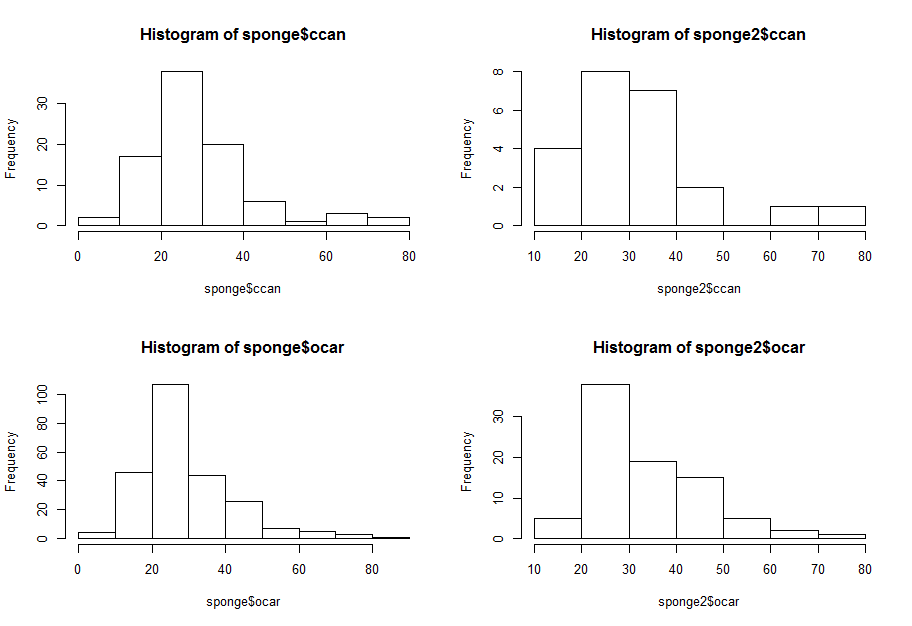 Histogram of sponge$ccan
Frequency
0 10 20 30
0 20 40 60 80
sponge$ccan
Histogram of sponge2$ccan
Frequency
0 2 4 6 8
10 20 30 40 50 60 70 80
sponge2$ccan
Histogram of sponge$ocar
Frequency
0 20 40 60 80 100
0 20 40 60 80
sponge$ocar
Histogram of sponge2$ocar
Frequency
0 10 20 30
10 20 30 40 50 60 70 80
sponge2$ocar